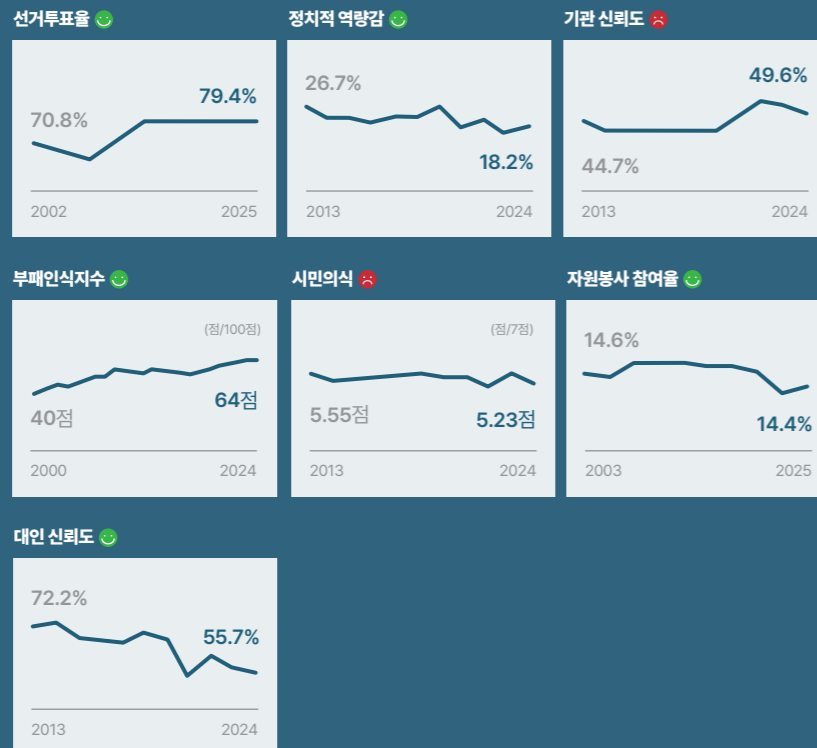 선거투표율
70.8%
79.4%
2002 2025
정치적 역량감
26.7%
18.2%
2013 2024
기관 신뢰도
49.6%
44.7%
2013 2024
부패인식지수
(점/100점)
40점
64점
2000 2024
시민의식
(점/7점)
5.55점
5.23점
2013 2024
자원봉사 참여율
14.6%
14.4%
2003 2025
대인 신뢰도
72.2%
55.7%
2013 2024